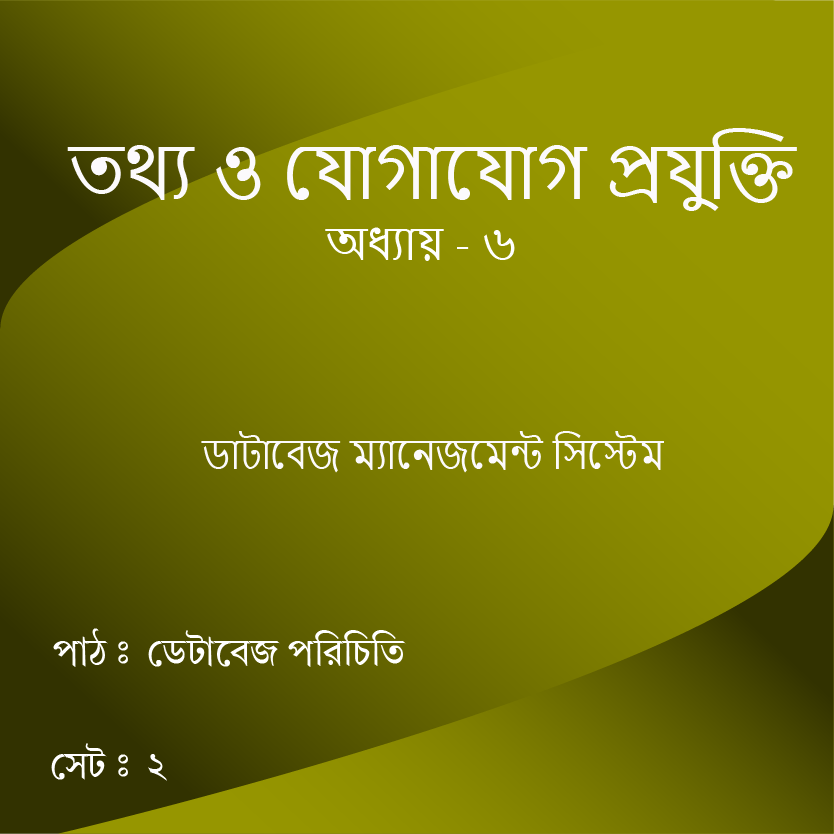 তথ্য ও যোগাযোগ প্রযুক্তি
অধ্যায় - ৬
ডাটাবেজ ম্যানেজমেন্ট সিস্টেম
পাঠ ঃ ডেটাবেজ পরিচিতি
সেট ঃ ২